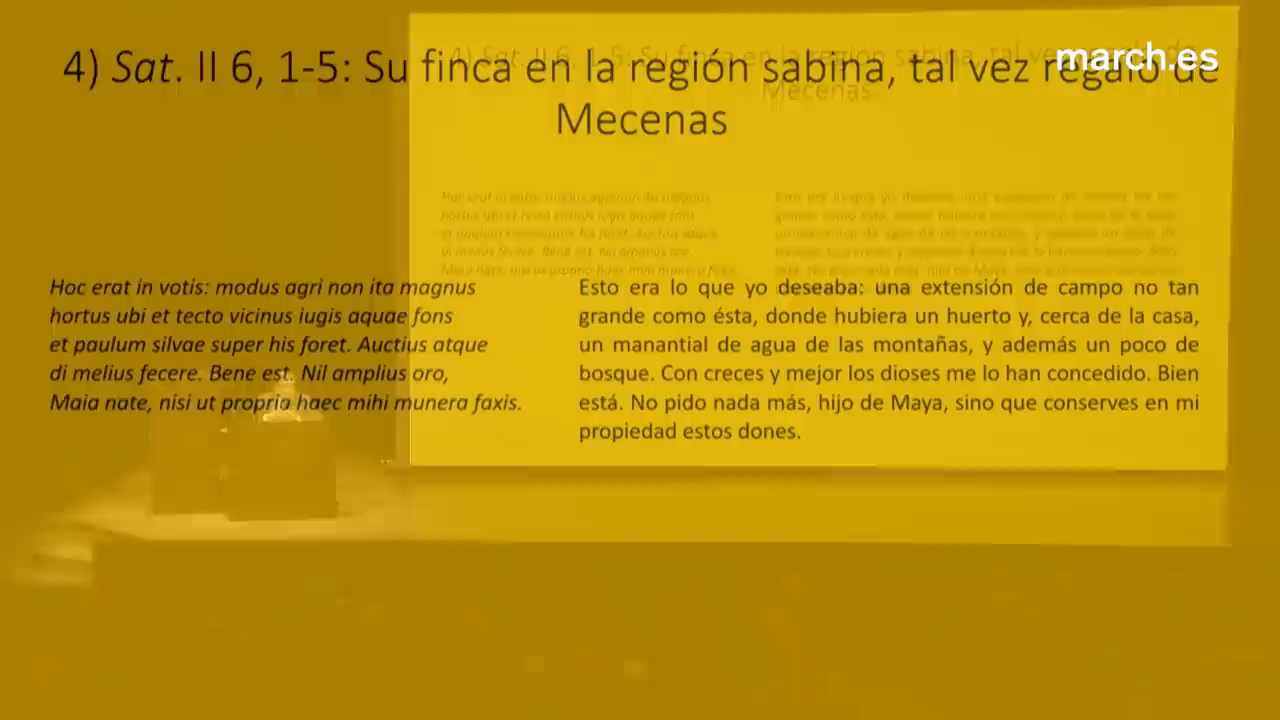 march.es
4) Sat. II 6, 1-5: Su finca en la región sabina, tal vez regalo de
Mecenas
Hoc erat in votis: modus agri non ita magnus
hortus ubi et tecto vicinus iugis aquae fons
et paulum silvae super his foret. Auctius atque
di melius fecere. Bene est. Nil amplius oro,
Maia nate, nisi ut propria haec mihi munera faxis.
Esto era lo que yo deseaba: una extensión de campo no tan
grande como ésta, donde hubiera un huerto y, cerca de la casa,
un manantial de agua de las montañas, y además un poco de
bosque. Con creces y mejor los dioses me lo han concedido. Bien
está. No pido nada más, hijo de Maya, sino que conserves en mi
propiedad estos dones.